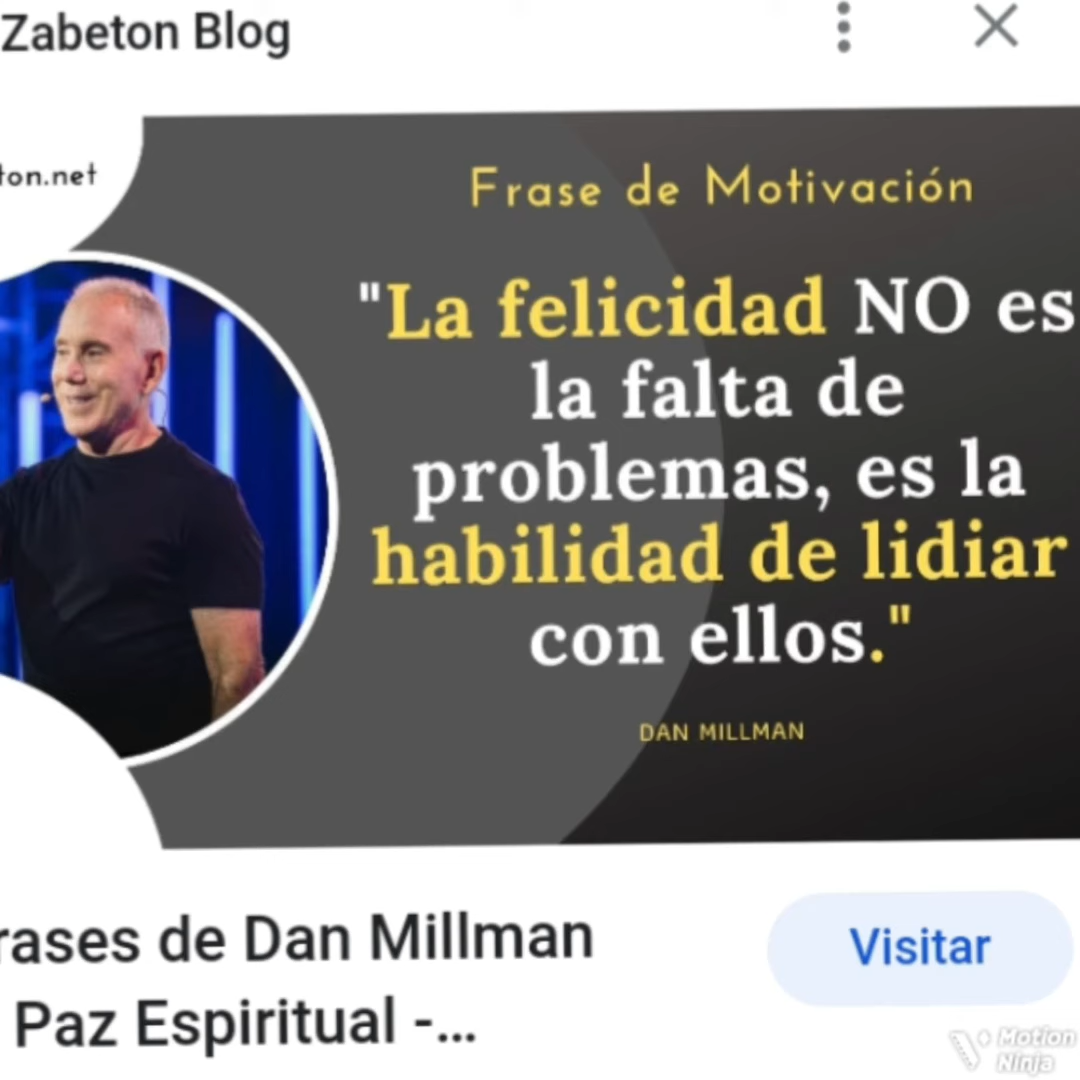 Zabeton Blog
ton.net
Frase de Motivación
"La felicidad NO es
la falta de
problemas, es la
habilidad de lidiar
con ellos."
DAN MILLMAN
rases de Dan Millman
Paz Espiritual -...
Visitar
Motion
Ninja